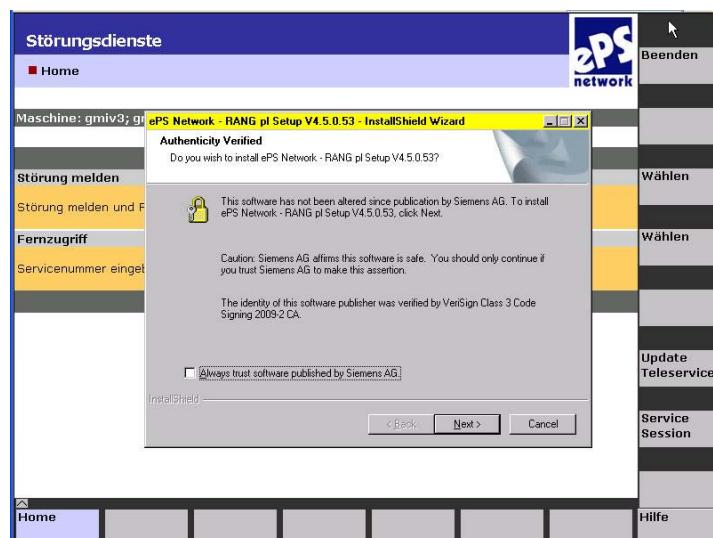 Störungsdienste
Home
ePS
network
Beenden
Maschine: gmiv3; g
ePS Network - RANG pl Setup V4.5.0.53 - InstallShield Wizard
Authenticity Verified
Do you wish to install ePS Network - RANG pl Setup V4.5.0.53?
Störung melden
Wählen
Störung melden und F
This software has not been altered since publication by Siemens AG. To install
ePS Network - RANG pl Setup V4.5.0.53, click Next.
Fernzugriff
Wählen
Servicenummer einge
Caution: Siemens AG affirms this software is safe. You should only continue if
you trust Siemens AG to make this assertion.
The identity of this software publisher was verified by VeriSign Class 3 Code
Signing 2009-2 CA.
Always trust software published by Siemens AG.
Update
Teleservice
InstallShield
< Back
Next >
Cancel
Service
Session
Home
Hilfe